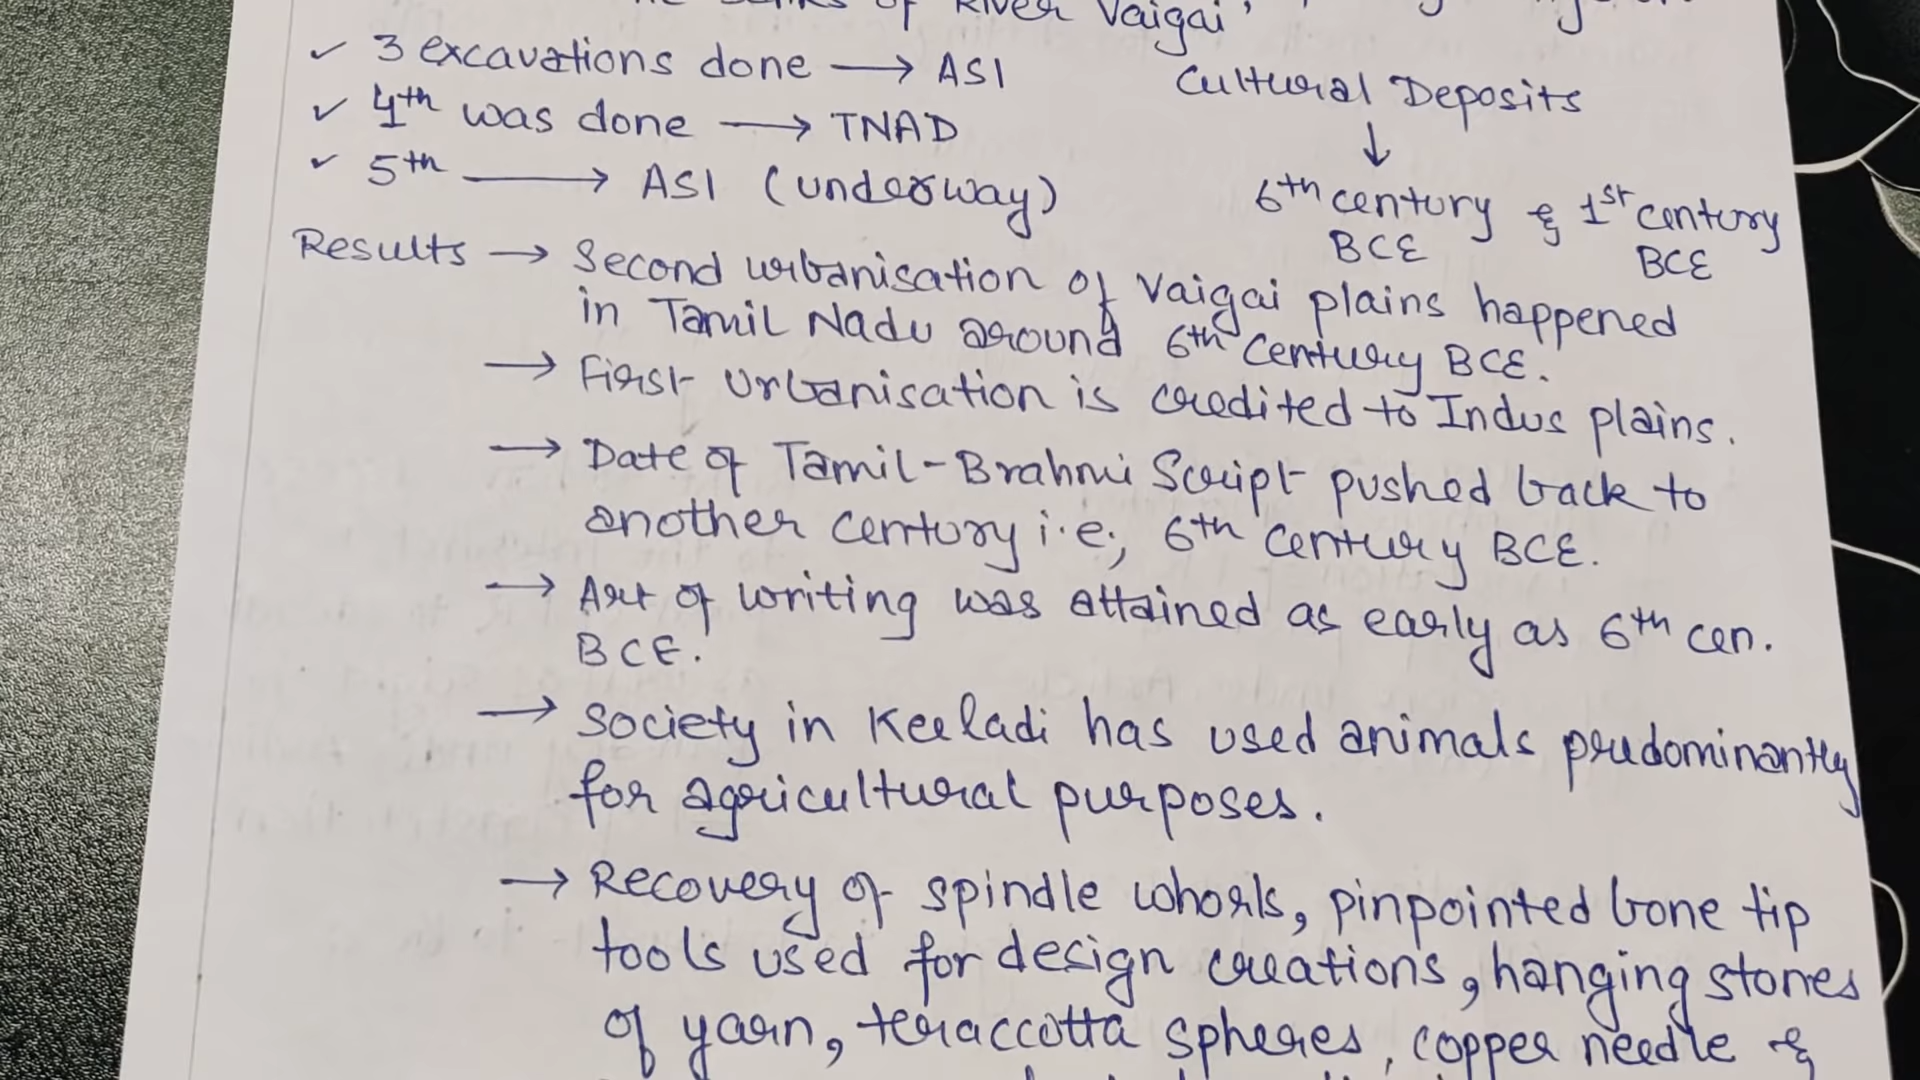 banks of River Vaigai'
✓ 3 excavations done → ASI
✓ 4th was done → TNAD
✓ 5th → ASI (underway)
Cultural Deposits
↓
6th century & 1st century
BCE BCE
Results → Second urbanisation of Vaigai plains happened
in Tamil Nadu around 6th Century BCE.
→ First Urbanisation is credited to Indus plains.
→ Date of Tamil-Brahmi Script pushed back to
another century i.e., 6th century BCE.
→ Art of writing was attained as early as 6th cen.
BCE.
→ Society in Keeladi has used animals predominantly
for agricultural purposes.
→ Recovery of spindle whorls, pinpointed bone tip
tools used for design creations, hanging stones
of yarn, teraccotta spheres, copper needle &